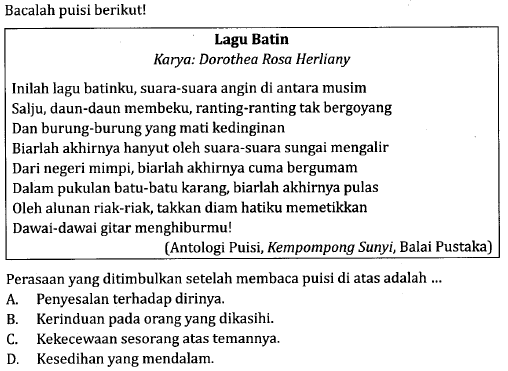 Bacalah puisi berikut!
Lagu Batin
Karya: Dorothea Rosa Herliany
Inilah lagu batinku, suara-suara angin di antara musim
Salju, daun-daun membeku, ranting-ranting tak bergoyang
Dan burung-burung yang mati kedinginan
Biarlah akhirnya hanyut oleh suara-suara sungai mengalir
Dari negeri mimpi, biarlah akhirnya cuma bergumam
Dalam pukulan batu-batu karang, biarlah akhirnya pulas
Oleh alunan riak-riak, takkan diam hatiku memetikkan
Dawai-dawai gitar menghiburmu!
(Antologi Puisi, Kempompong Sunyi, Balai Pustaka)
Perasaan yang ditimbulkan setelah membaca puisi di atas adalah ...
A. Penyesalan terhadap dirinya.
B. Kerinduan pada orang yang dikasihi.
C. Kekecewaan sesorang atas temannya.
D. Kesedihan yang mendalam.